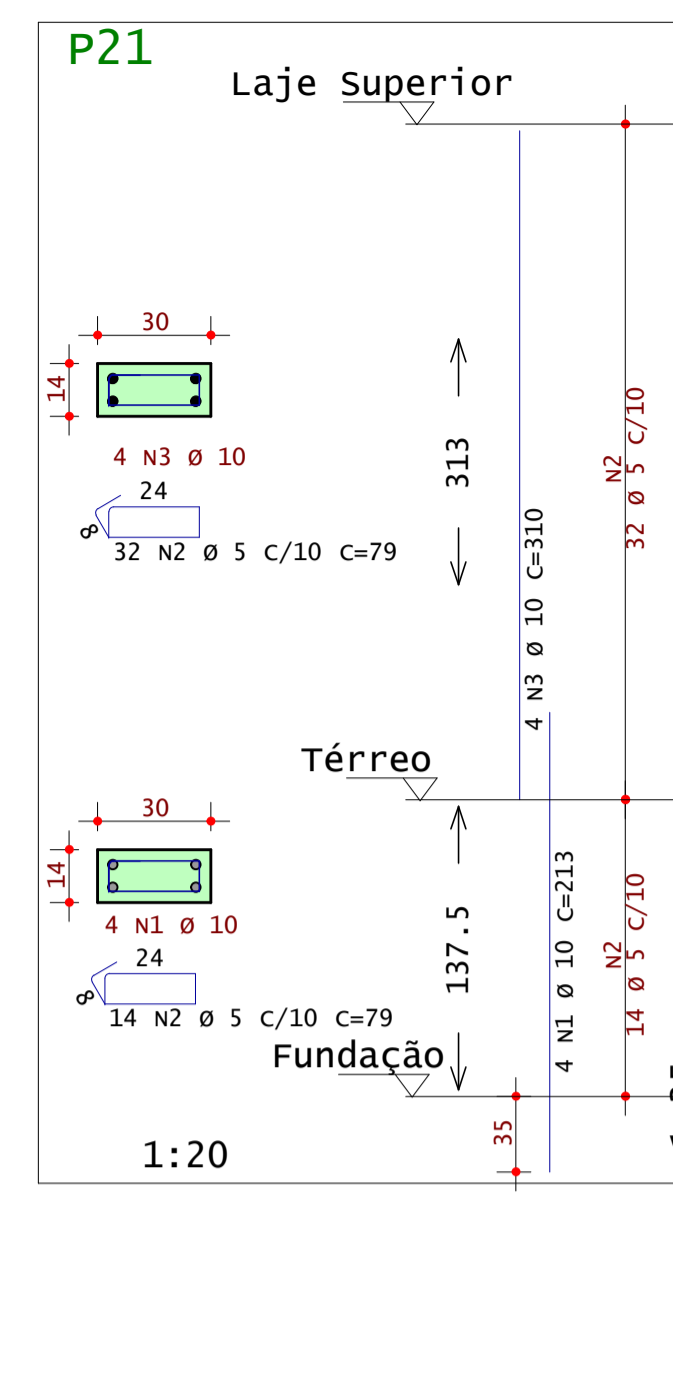 P21
Laje Superior
30
14
4 N3 Ø 10
24
8
32 N2 Ø 5 C/10 C=79
313
4 N3 Ø 10 C=310
N2
32 Ø 5 C/10
Térreo
30
14
4 N1 Ø 10
24
8
14 N2 Ø 5 C/10 C=79
137.5
4 N1 Ø 10 C=213
N2
14 Ø 5 C/10
Fundação
35
1:20